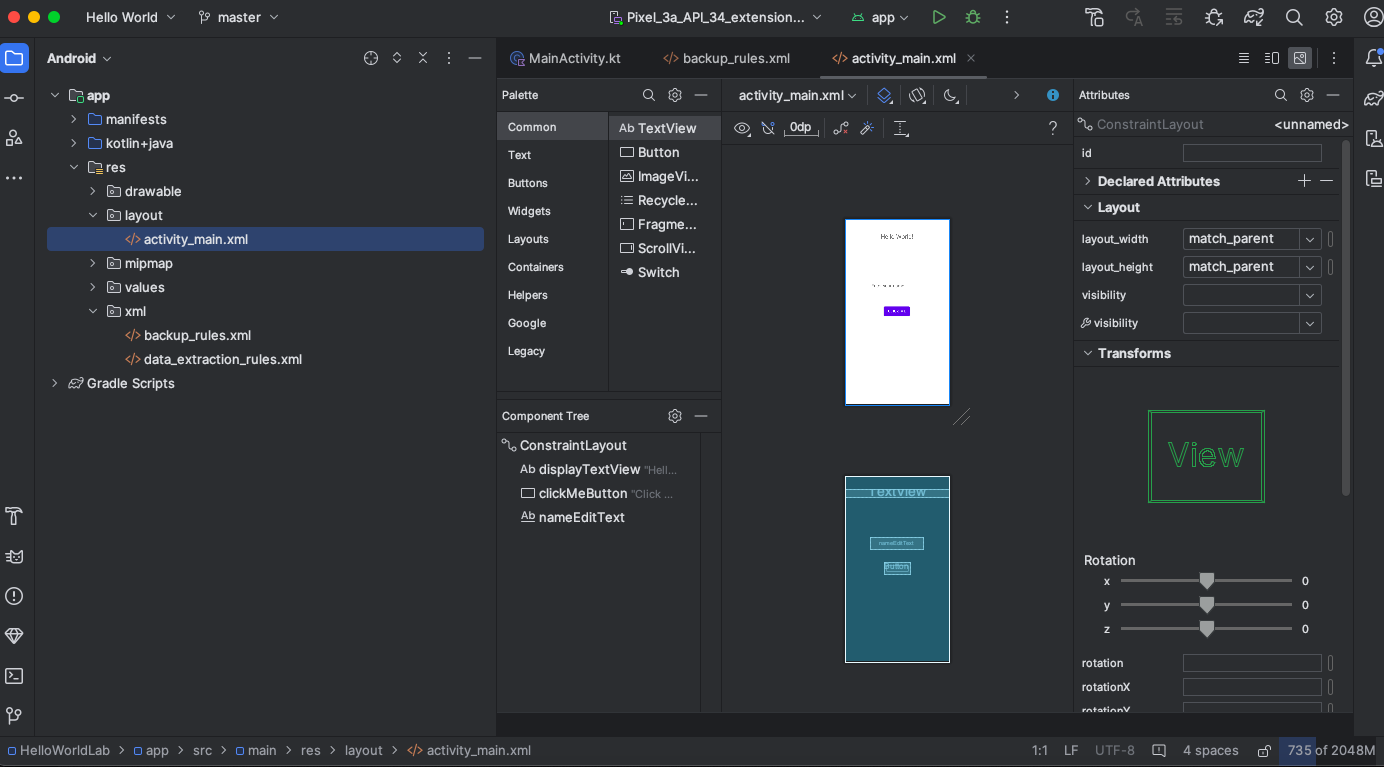 Hello World
master
Pixel_3a_API_34_extension...
app
Android
MainActivity.kt
backup_rules.xml
activity_main.xml
app
manifests
kotlin+java
res
drawable
layout
activity_main.xml
mipmap
values
xml
backup_rules.xml
data_extraction_rules.xml
Gradle Scripts
Palette
Common
Text
Buttons
Widgets
Layouts
Containers
Helpers
Google
Legacy
Ab TextView
Button
ImageVi...
Recycle...
Fragme...
ScrollVi...
Switch
Component Tree
ConstraintLayout
Ab displayTextView "Hell...
clickMeButton "Click ...
Ab nameEditText
activity_main.xml
0dp
?
Hello World!
TextView
nameEditText
Button
Attributes
ConstraintLayout <unnamed>
id
Declared Attributes
Layout
layout_width match_parent
layout_height match_parent
visibility
visibility
Transforms
View
Rotation
x 0
y 0
z 0
rotation
rotationX
rotationY
HelloWorldLab > app > src > main > res > layout > activity_main.xml
1:1 LF UTF-8 4 spaces 735 of 2048M